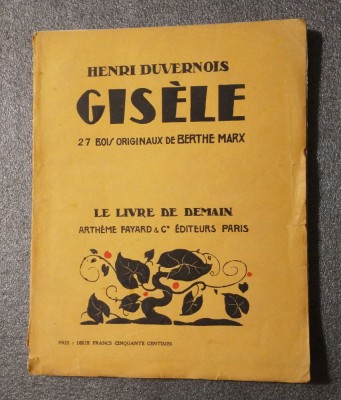 HENRI DUVERNOIS
GISÈLE
27 BOIS ORIGINAUX DE BERTHE MARX
LE LIVRE DE DEMAIN
ARTHÈME FAYARD & Cie ÉDITEURS PARIS
PRIX : DEUX FRANCS CINQUANTE CENTIMES